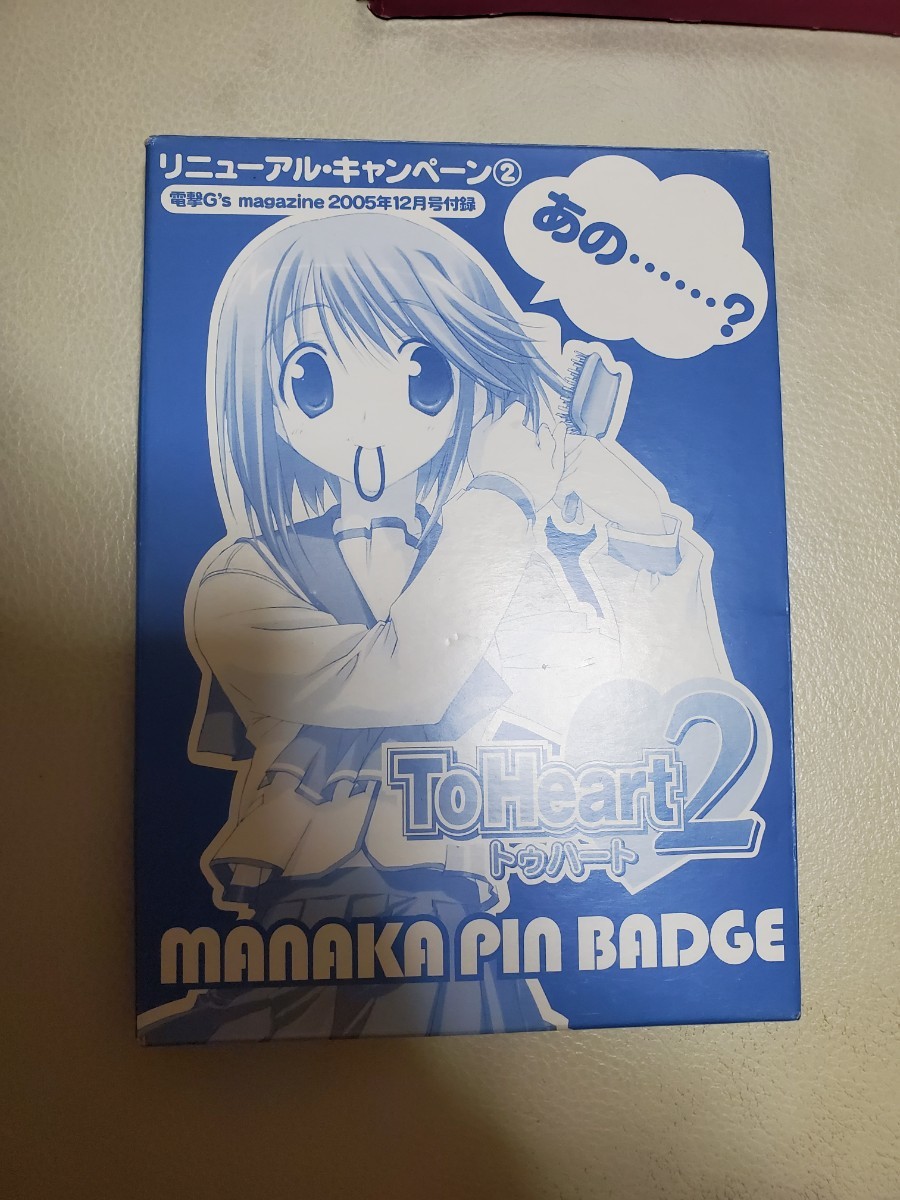 リニューアル・キャンペーン②
電撃G's magazine 2005年12月号付録
あの……？
ToHeart2
トゥハート
MANAKA PIN BADGE